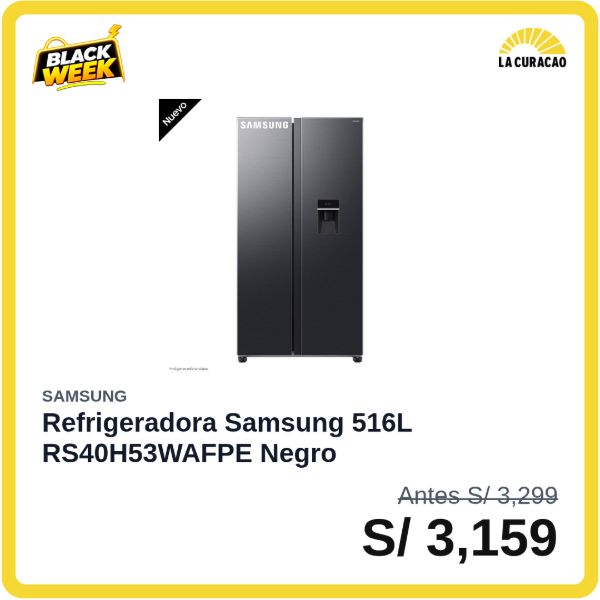 BLACK
WEEK
LA CURACAO
Nuevo
SAMSUNG
SAMSUNG
Refrigeradora Samsung 516L
RS40H53WAFPE Negro
Antes S/ 3,299
S/ 3,159